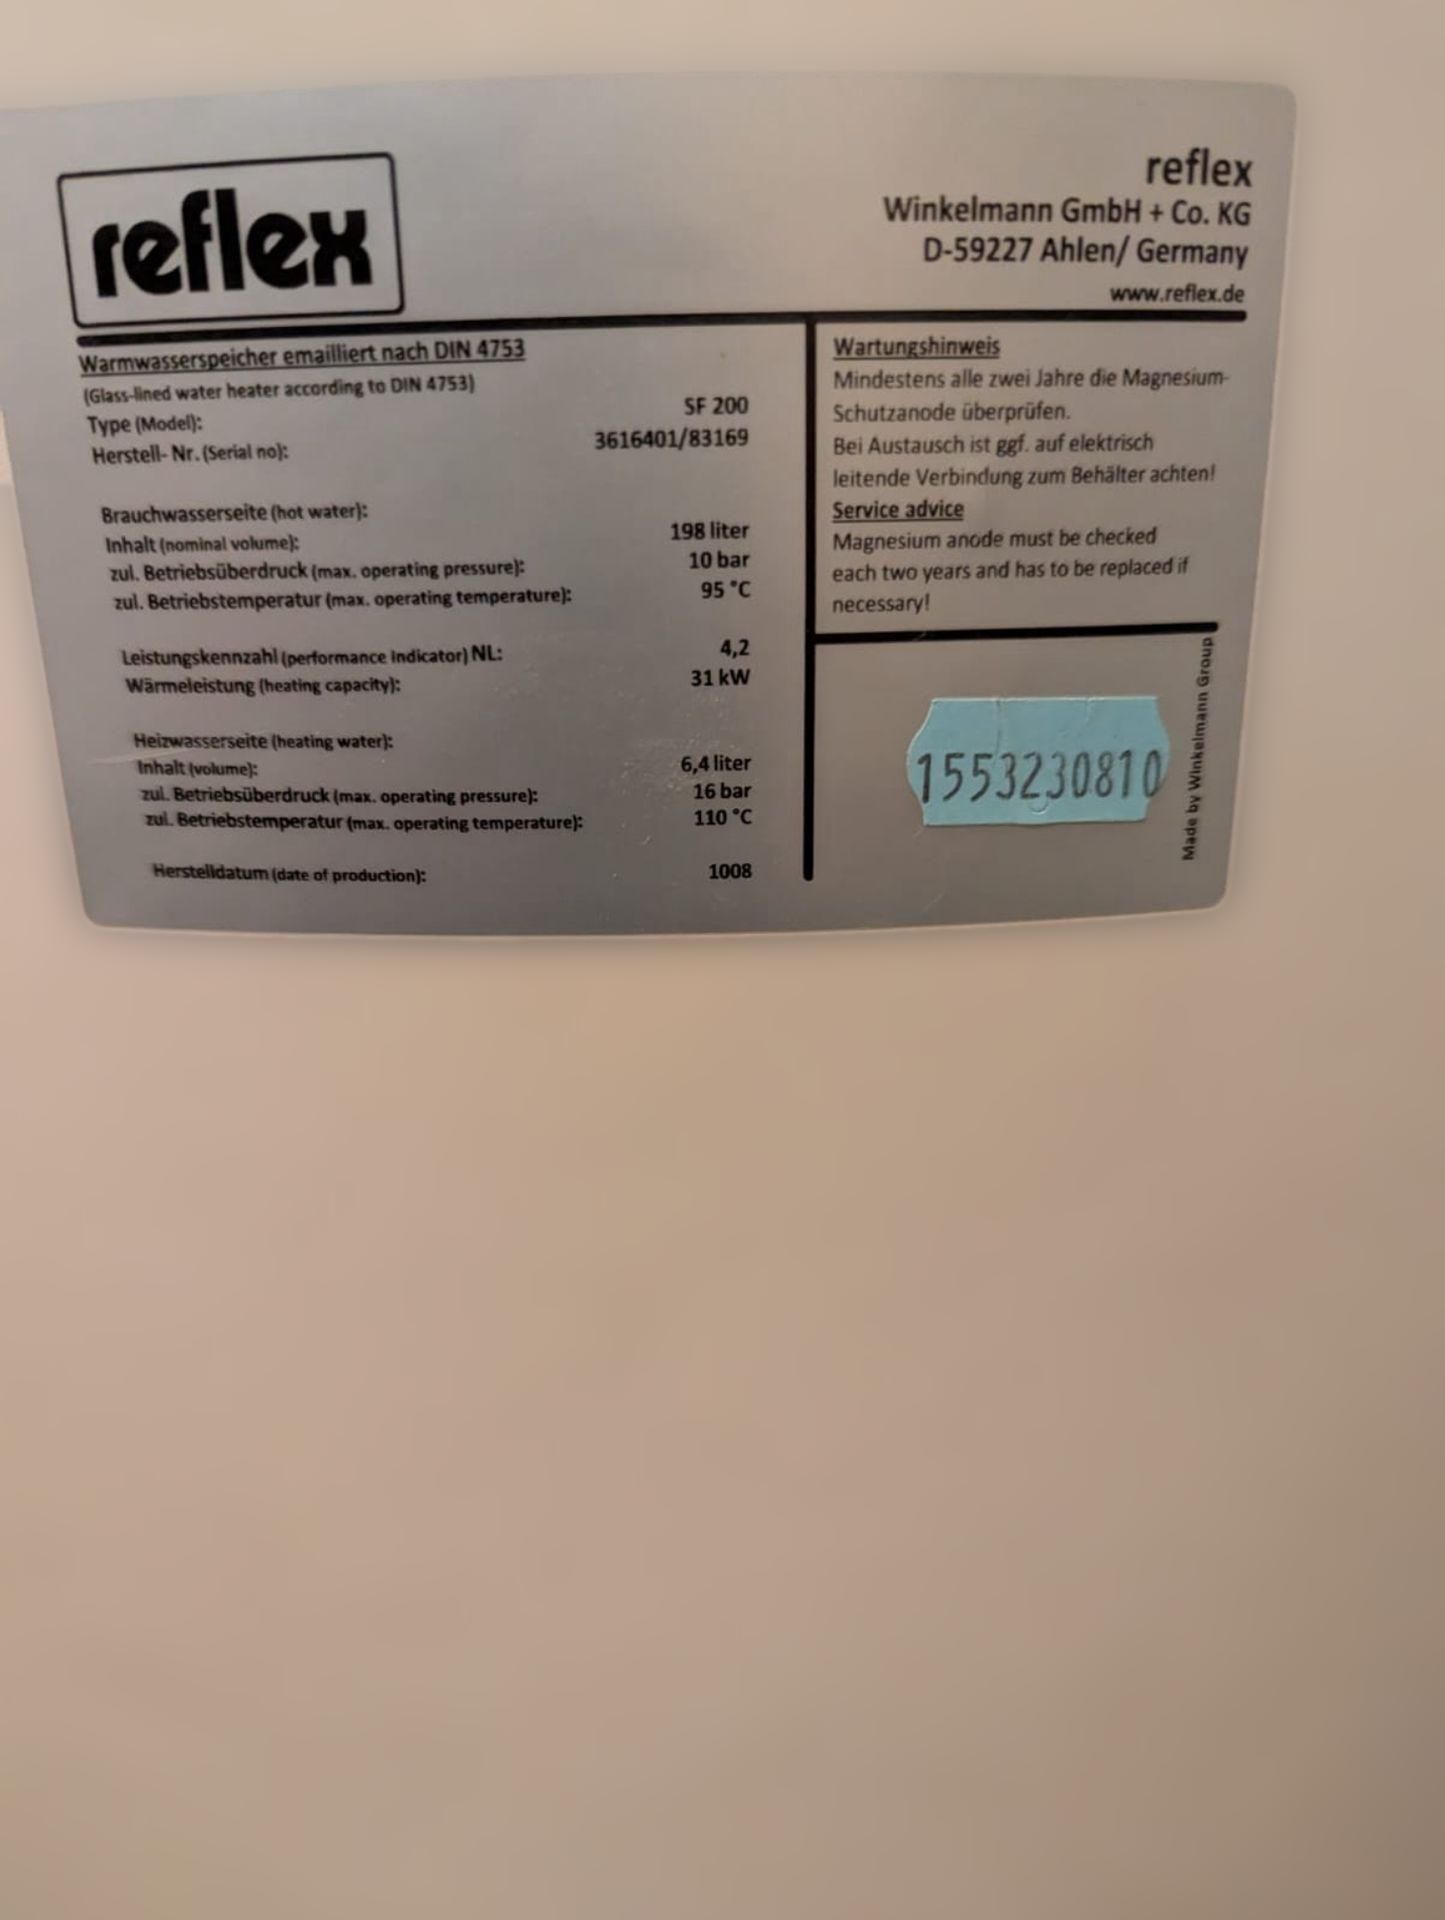 reflex
reflex
Winkelmann GmbH + Co. KG
D-59227 Ahlen/ Germany
www.reflex.de
Warmwasserspeicher emailliert nach DIN 4753
(Glass-lined water heater according to DIN 4753)
Type (Model): SF 200
Herstell- Nr. (Serial no): 3616401/83169
Brauchwasserseite (hot water):
Inhalt (nominal volume): 198 liter
zul. Betriebsüberdruck (max. operating pressure): 10 bar
zul. Betriebstemperatur (max. operating temperature): 95 °C
Leistungskennzahl (performance indicator) NL: 4,2
Wärmeleistung (heating capacity): 31 kW
Heizwasserseite (heating water):
Inhalt (volume): 6,4 liter
zul. Betriebsüberdruck (max. operating pressure): 16 bar
zul. Betriebstemperatur (max. operating temperature): 110 °C
Herstelldatum (date of production): 1008
Wartungshinweis
Mindestens alle zwei Jahre die Magnesium-
Schutzanode überprüfen.
Bei Austausch ist ggf. auf elektrisch
leitende Verbindung zum Behälter achten!
Service advice
Magnesium anode must be checked
each two years and has to be replaced if
necessary!
1553230810
Made by Winkelmann Group